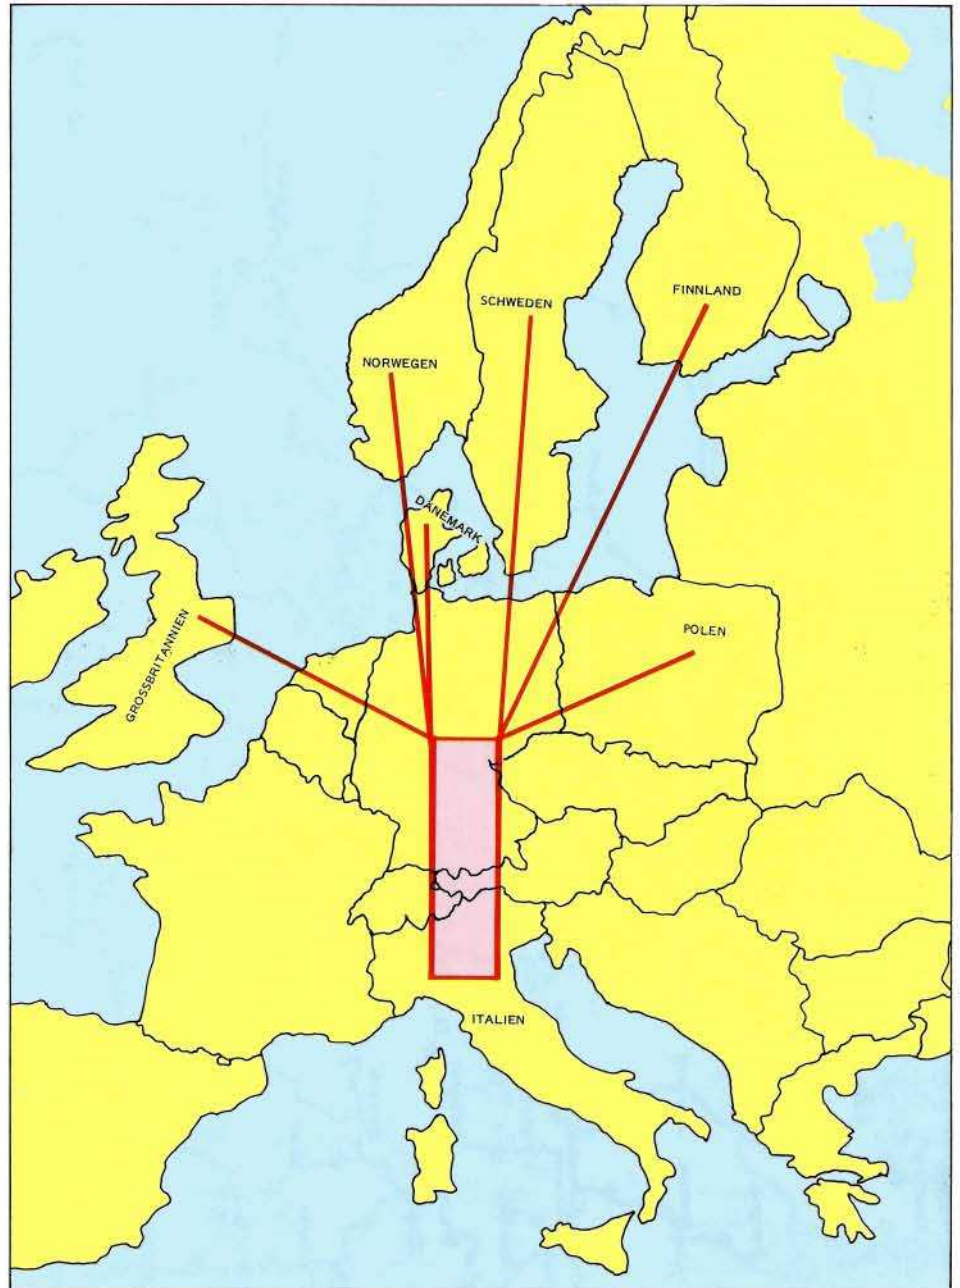 FINNLAND
SCHWEDEN
NORWEGEN
DÄNEMARK
GROSSBRITANNIEN
POLEN
ITALIEN